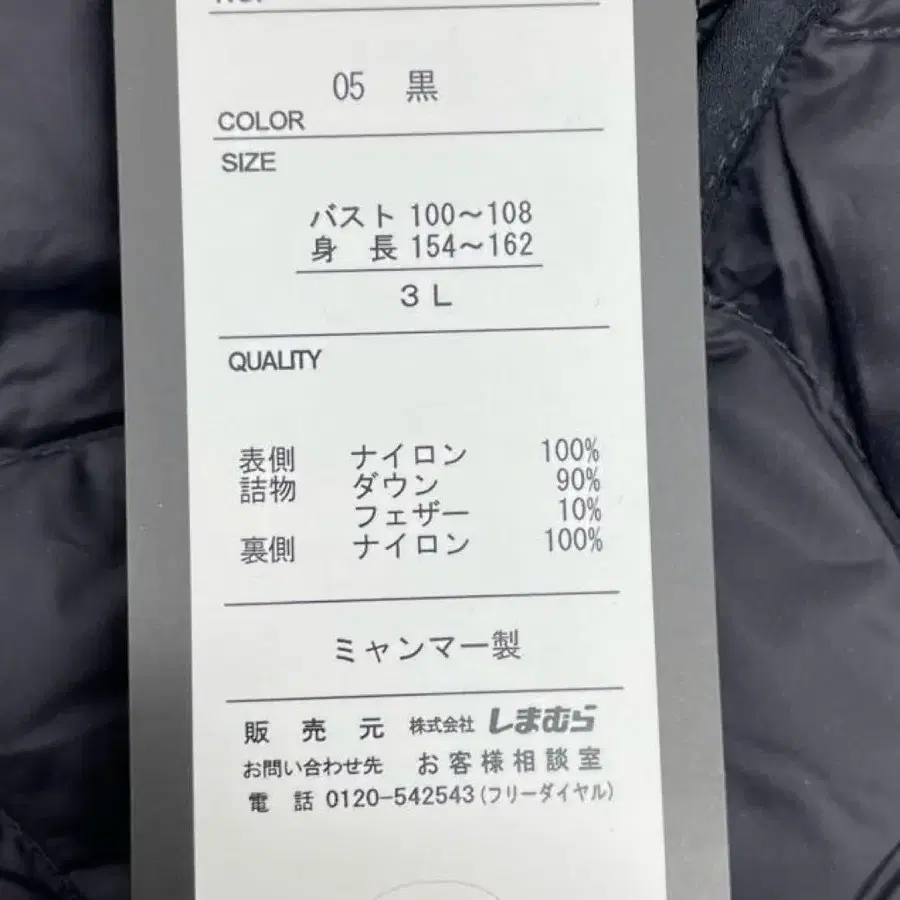 05 黒
COLOR
SIZE
バスト 100〜108
身 長 154〜162
3L
QUALITY
表側 ナイロン 100%
詰物 ダウン 90%
フェザー 10%
裏側 ナイロン 100%
ミャンマー製
販売元 株式会社 しまむら
お問い合わせ先 お客様相談室
電話 0120-542543(フリーダイヤル)